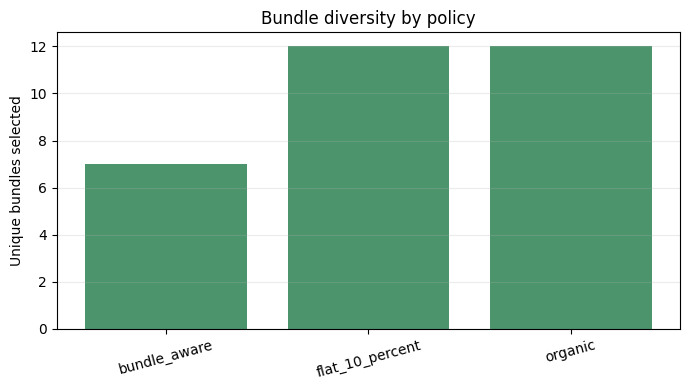 Bundle diversity by policy
Unique bundles selected
12
10
8
6
4
2
0
bundle_aware
flat_10_percent
organic